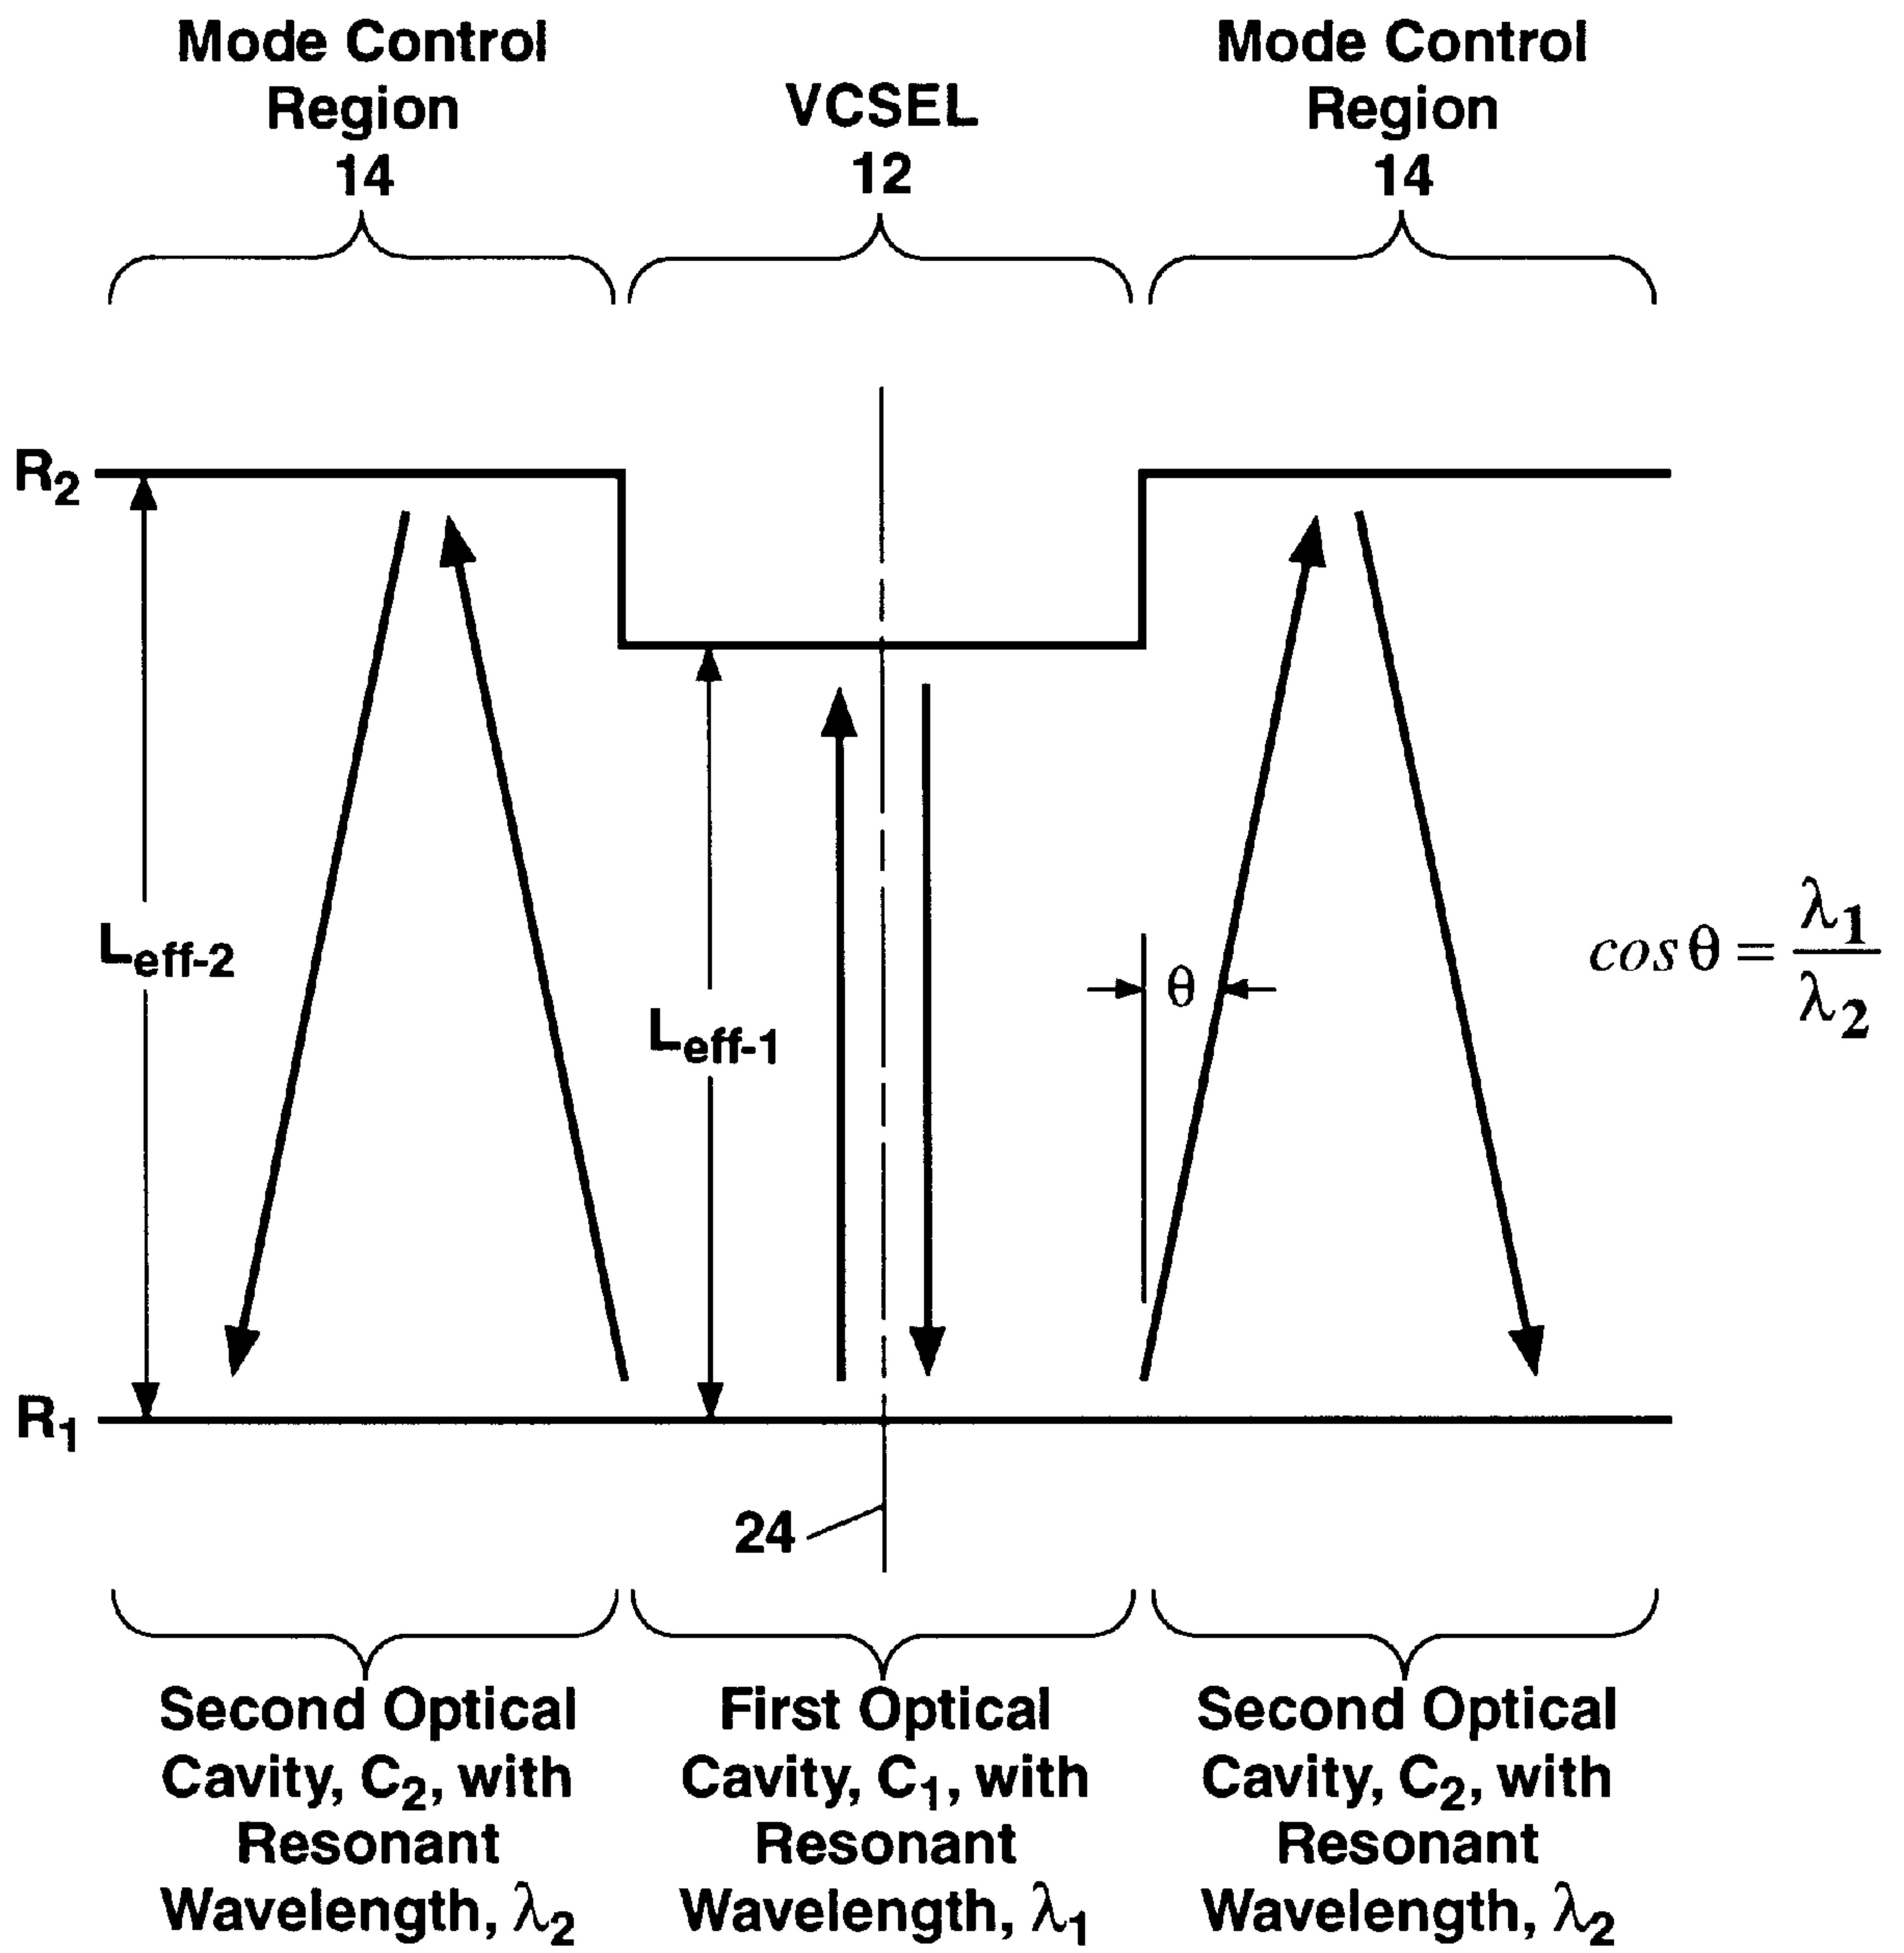 Mode Control
Region
14
VCSEL
12
Mode Control
Region
14
R₂
L_eff-2
L_eff-1
θ
cos θ = λ₁/λ₂
R₁
24
Second Optical
Cavity, C₂, with
Resonant
Wavelength, λ₂
First Optical
Cavity, C₁, with
Resonant
Wavelength, λ₁
Second Optical
Cavity, C₂, with
Resonant
Wavelength, λ₂